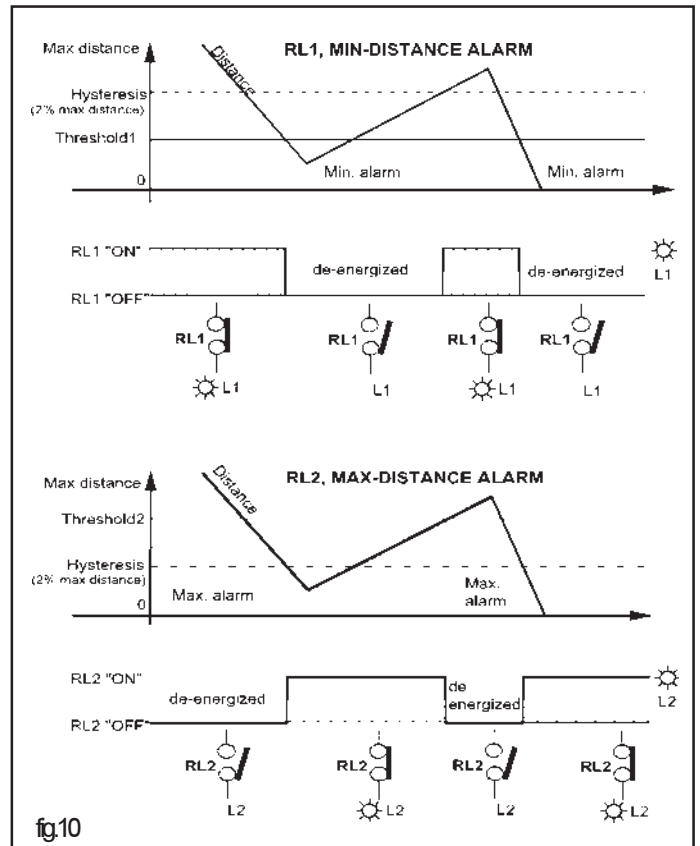 RL1, MIN-DISTANCE ALARM
Max distance
Distance
Hysteresis
(2% max distance)
Threshold1
Min. alarm
Min. alarm
0
RL1 "ON"
de-energized
de-energized
L1
RL1 "OFF"
RL1
RL1
RL1
RL1
L1
L1
L1
L1
RL2, MAX-DISTANCE ALARM
Max distance
Distance
Threshold2
Hysteresis
(2% max distance)
Max. alarm
Max.
alarm
0
RL2 "ON"
de-energized
de
energized
L2
RL2 "OFF
RL2
RL2
RL2
RL2
L2
L2
L2
L2
fig.10